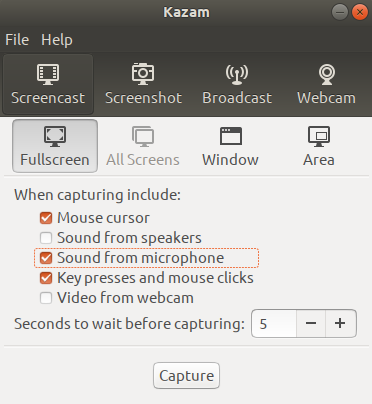 Kazam
File Help
Screencast Screenshot Broadcast Webcam
Fullscreen All Screens Window Area
When capturing include:
Mouse cursor
Sound from speakers
Sound from microphone
Key presses and mouse clicks
Video from webcam
Seconds to wait before capturing: 5 − +
Capture